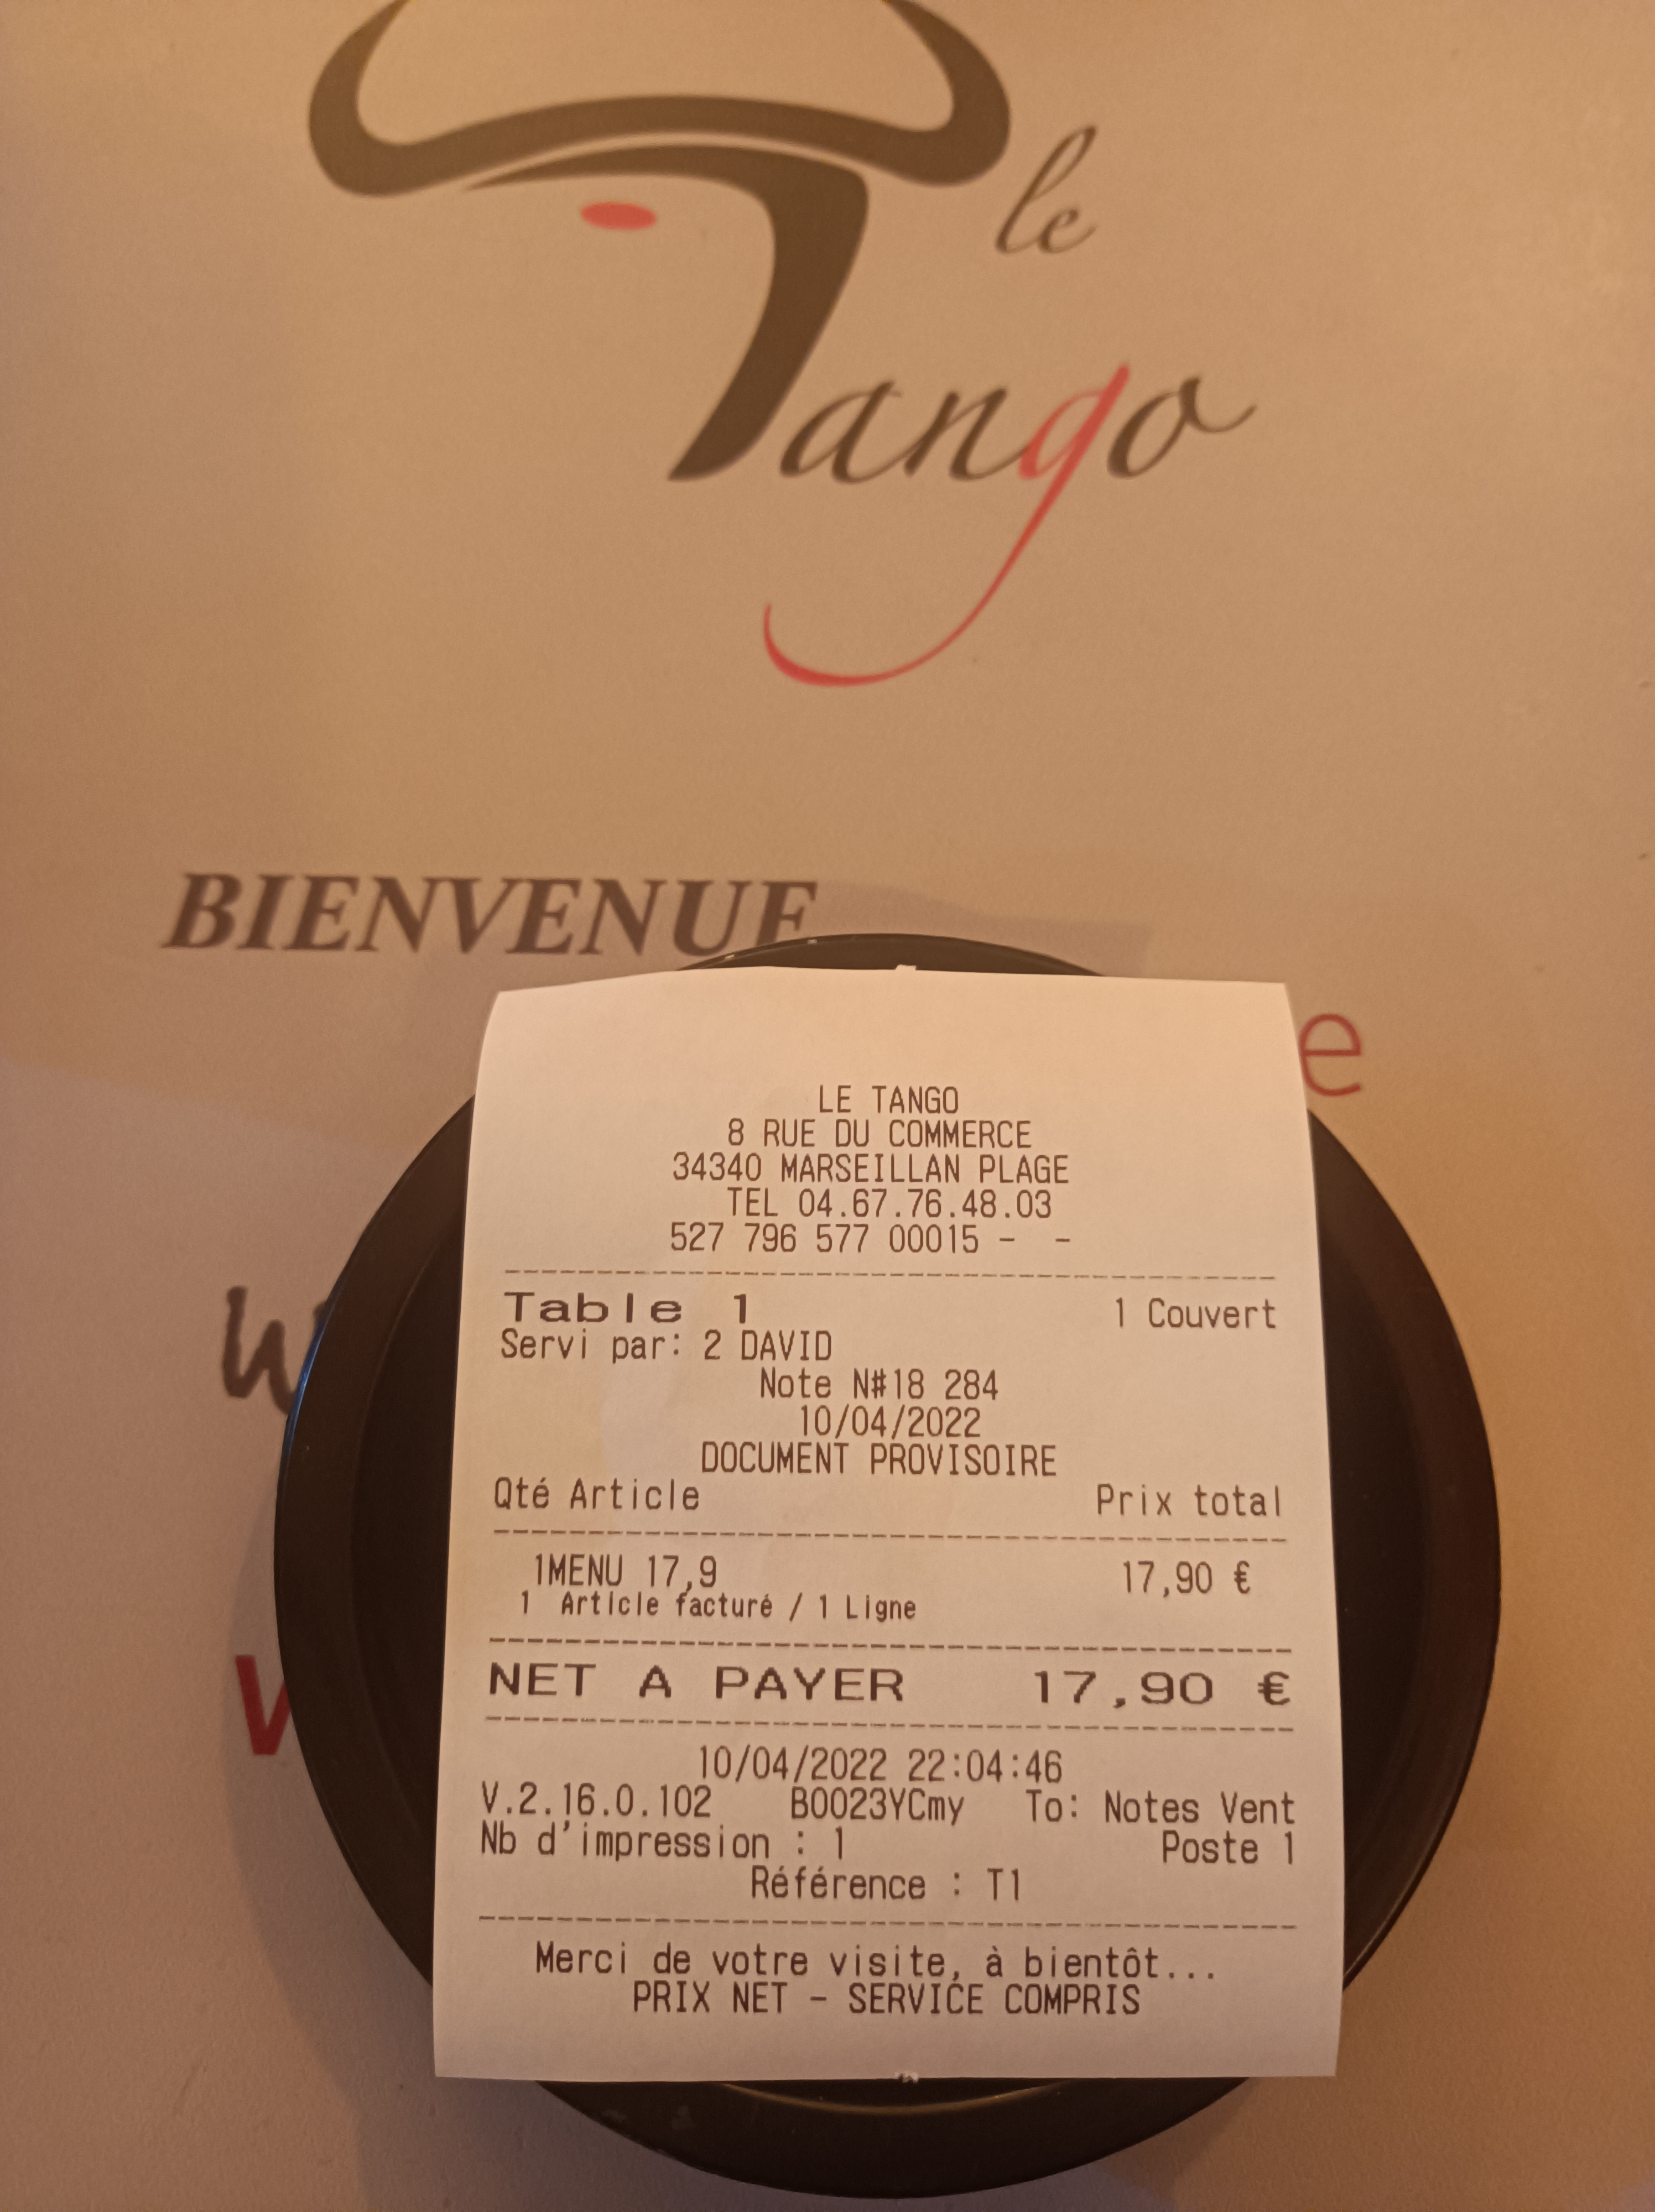 le
Tango
BIENVENUE
e
W
LE TANGO
8 RUE DU COMMERCE
34340 MARSEILLAN PLAGE
TEL 04.67.76.48.03
527 796 577 00015 - -
Table 1 1 Couvert
Servi par: 2 DAVID
Note N#18 284
10/04/2022
DOCUMENT PROVISOIRE
Qté Article Prix total
1MENU 17,9 17,90 €
1 Article facturé / 1 Ligne
NET A PAYER 17,90 €
10/04/2022 22:04:46
V.2.16.0.102 B0023YCmy To: Notes Vent
Nb d'impression : 1 Poste 1
Référence : T1
Merci de votre visite, à bientôt...
PRIX NET - SERVICE COMPRIS